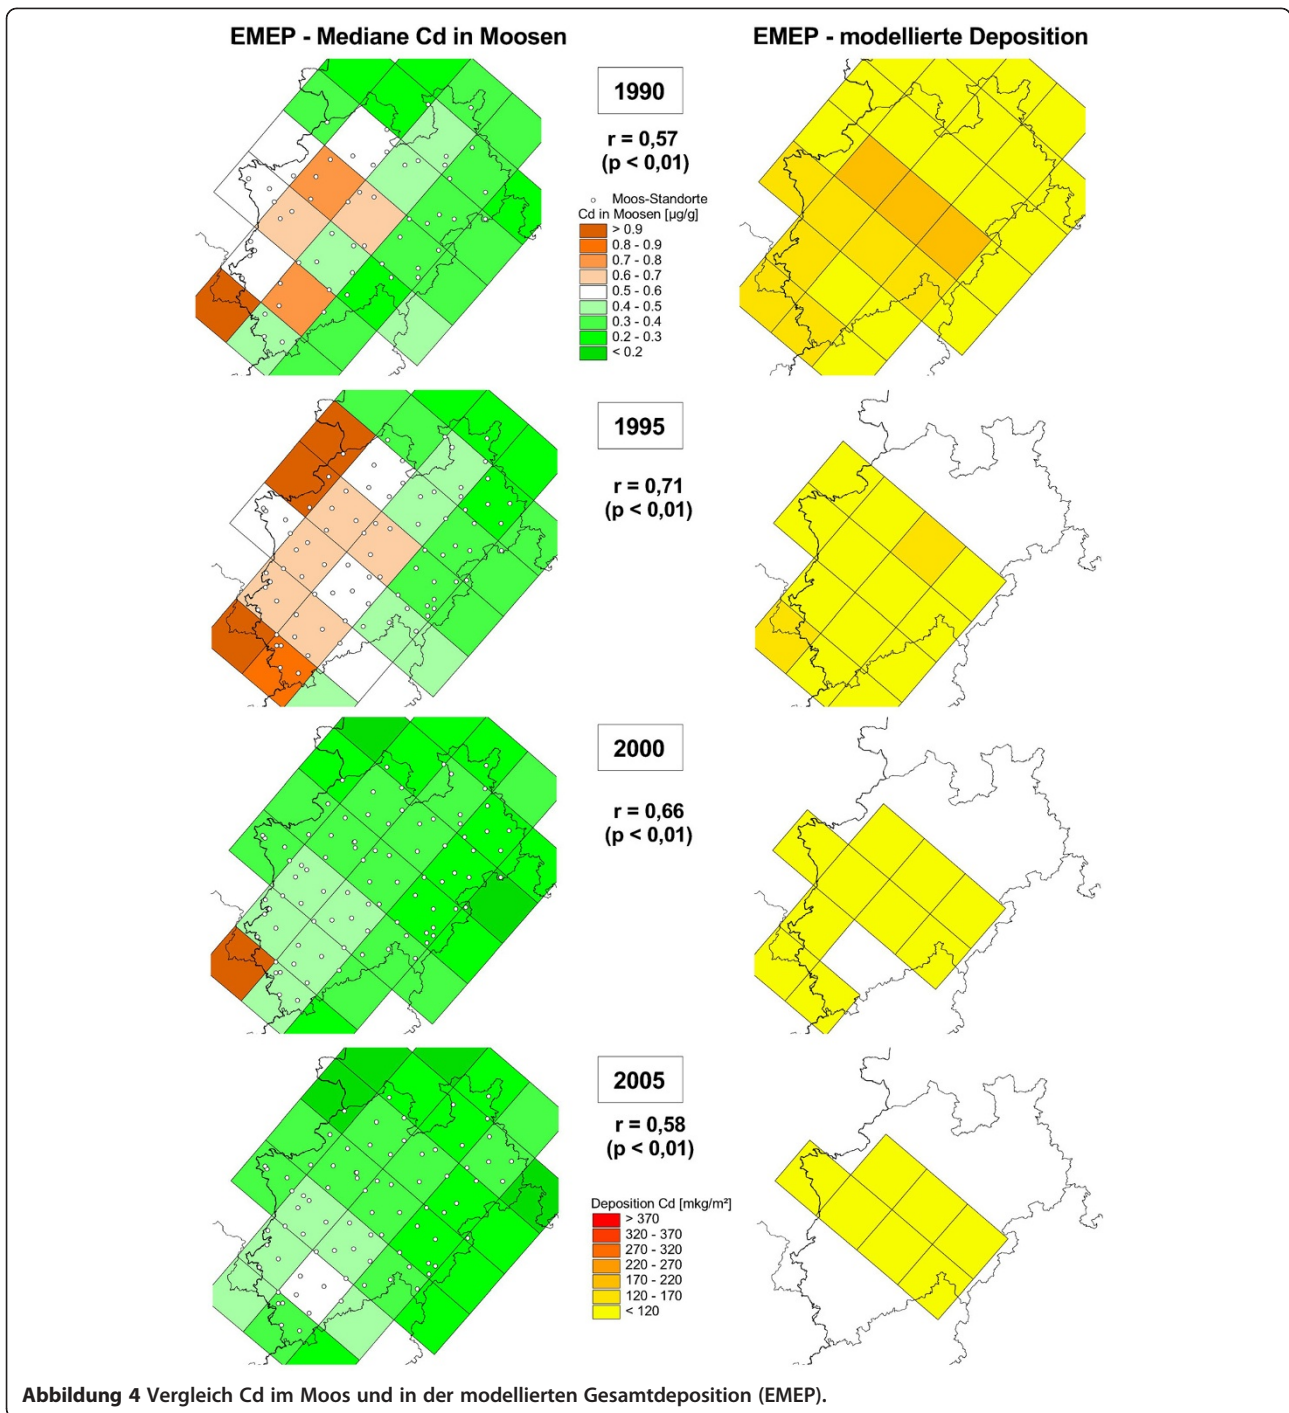 EMEP - Mediane Cd in Moosen
EMEP - modellierte Deposition
1990
r = 0,57
(p < 0,01)
Moos-Standorte
Cd in Moosen [µg/g]
> 0.9
0.8 - 0.9
0.7 - 0.8
0.6 - 0.7
0.5 - 0.6
0.4 - 0.5
0.3 - 0.4
0.2 - 0.3
< 0.2
1995
r = 0,71
(p < 0,01)
2000
r = 0,66
(p < 0,01)
2005
r = 0,58
(p < 0,01)
Deposition Cd [mkg/m²]
> 370
320 - 370
270 - 320
220 - 270
170 - 220
120 - 170
< 120
Abbildung 4 Vergleich Cd im Moos und in der modellierten Gesamtdeposition (EMEP).